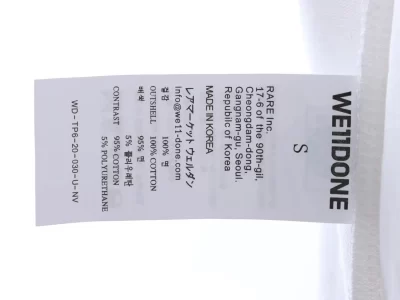 WE11DONE
S
RARE Inc.
17-6 of the 90th-gil,
Cheongdam-dong,
Gangnam-gu, Seoul.
Republic of Korea
MADE IN KOREA
レアマーケット ウェルダン
Info@we11-done.com
겉감 100% 면
OUTSHELL 100% COTTON
배색 95% 면
5% 폴리우레탄
CONTRAST 95% COTTON
5% POLYURETHANE
WD-TP6-20-030-U-NV